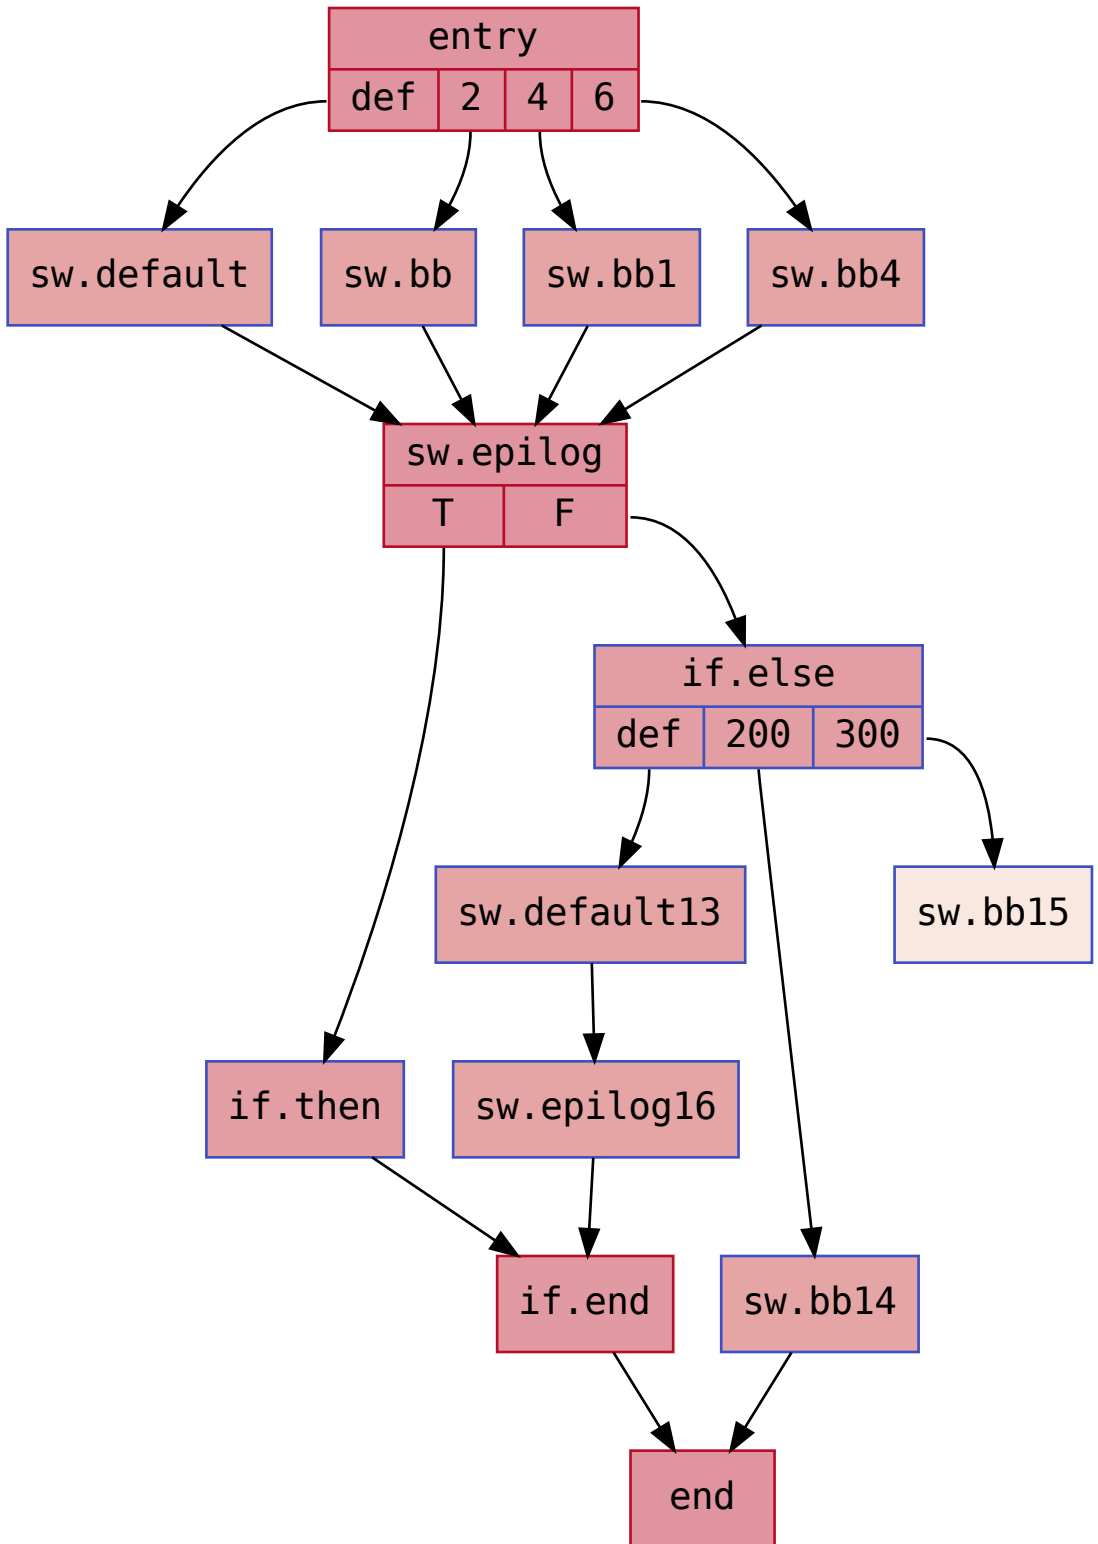 entry
def 2 4 6
sw.default sw.bb sw.bb1 sw.bb4
sw.epilog
T F
if.else
def 200 300
sw.default13 sw.bb15
if.then sw.epilog16
if.end sw.bb14
end